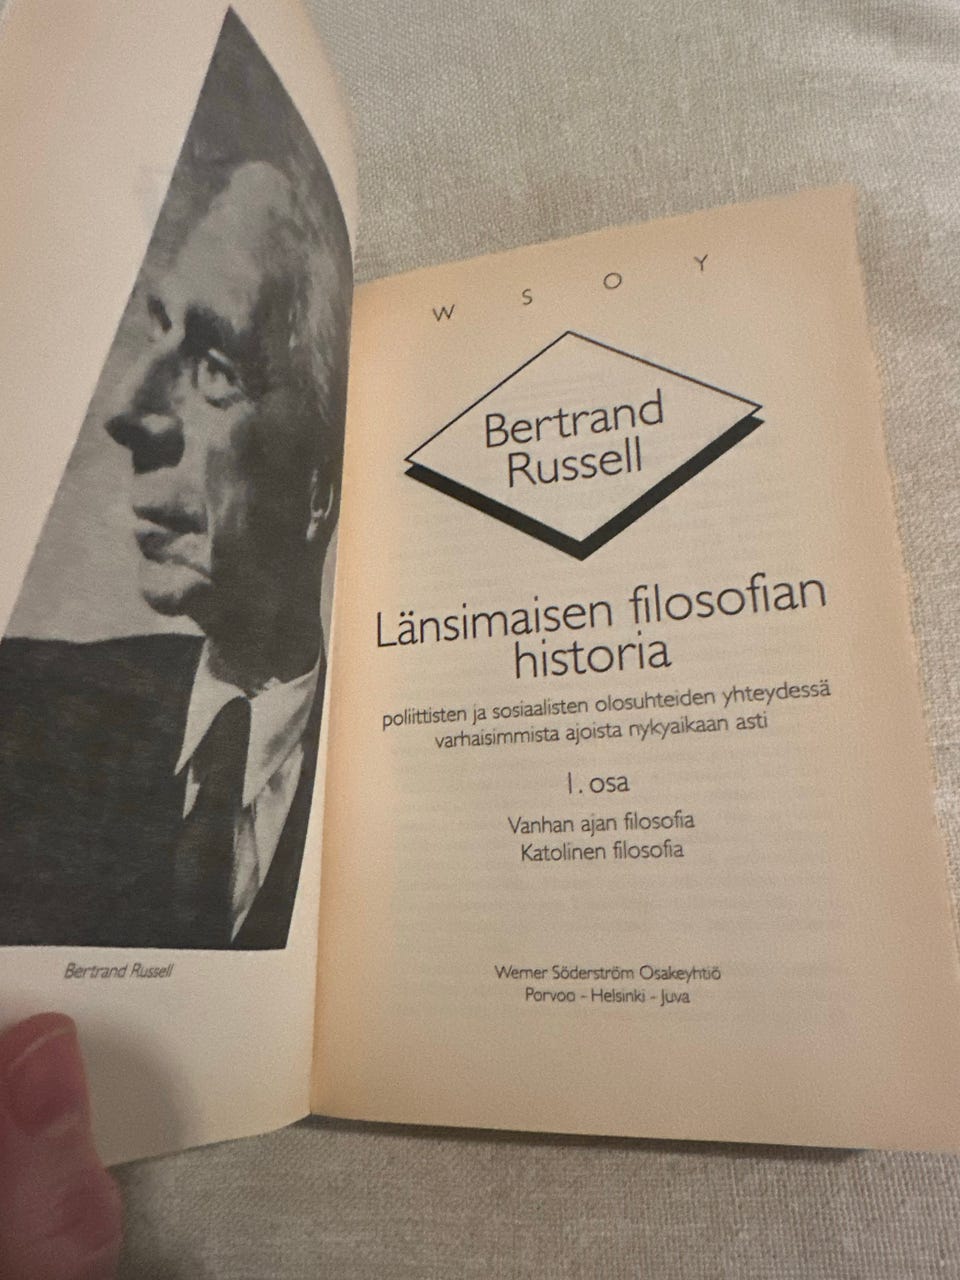 Bertrand Russell
W S O Y
Bertrand
Russell
Länsimaisen filosofian
historia
poliittisten ja sosiaalisten olosuhteiden yhteydessä
varhaisimmista ajoista nykyaikaan asti
1. osa
Vanhan ajan filosofia
Katolinen filosofia
Werner Söderström Osakeyhtiö
Porvoo - Helsinki - Juva